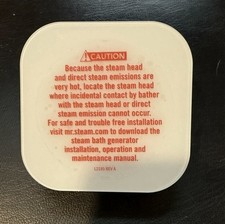 CAUTION
Because the steam head
and direct steam emissions are
very hot, locate the steam head
where incidental contact by bather
with the steam head or direct
steam emission cannot occur.
For safe and trouble free installation
visit mr.steam.com to download the
steam bath generator
installation, operation and
maintenance manual.